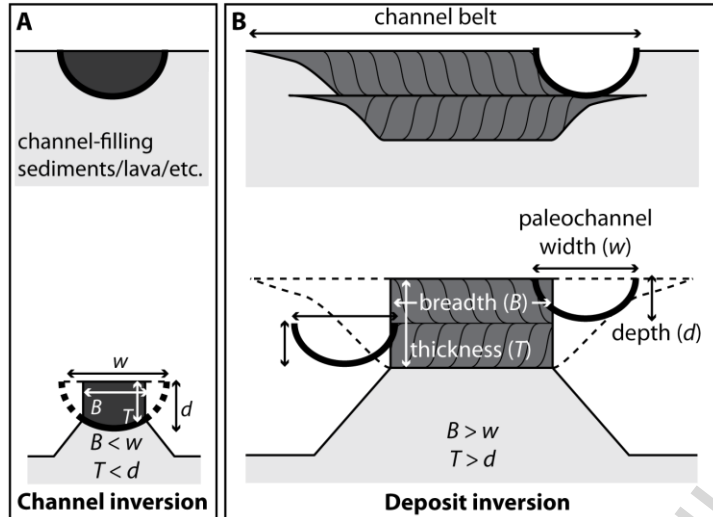 A
channel-filling
sediments/lava/etc.
w
B
T
d
B < w
T < d
Channel inversion
B
channel belt
paleochannel
width (w)
breadth (B)
depth (d)
thickness (T)
B > w
T > d
Deposit inversion